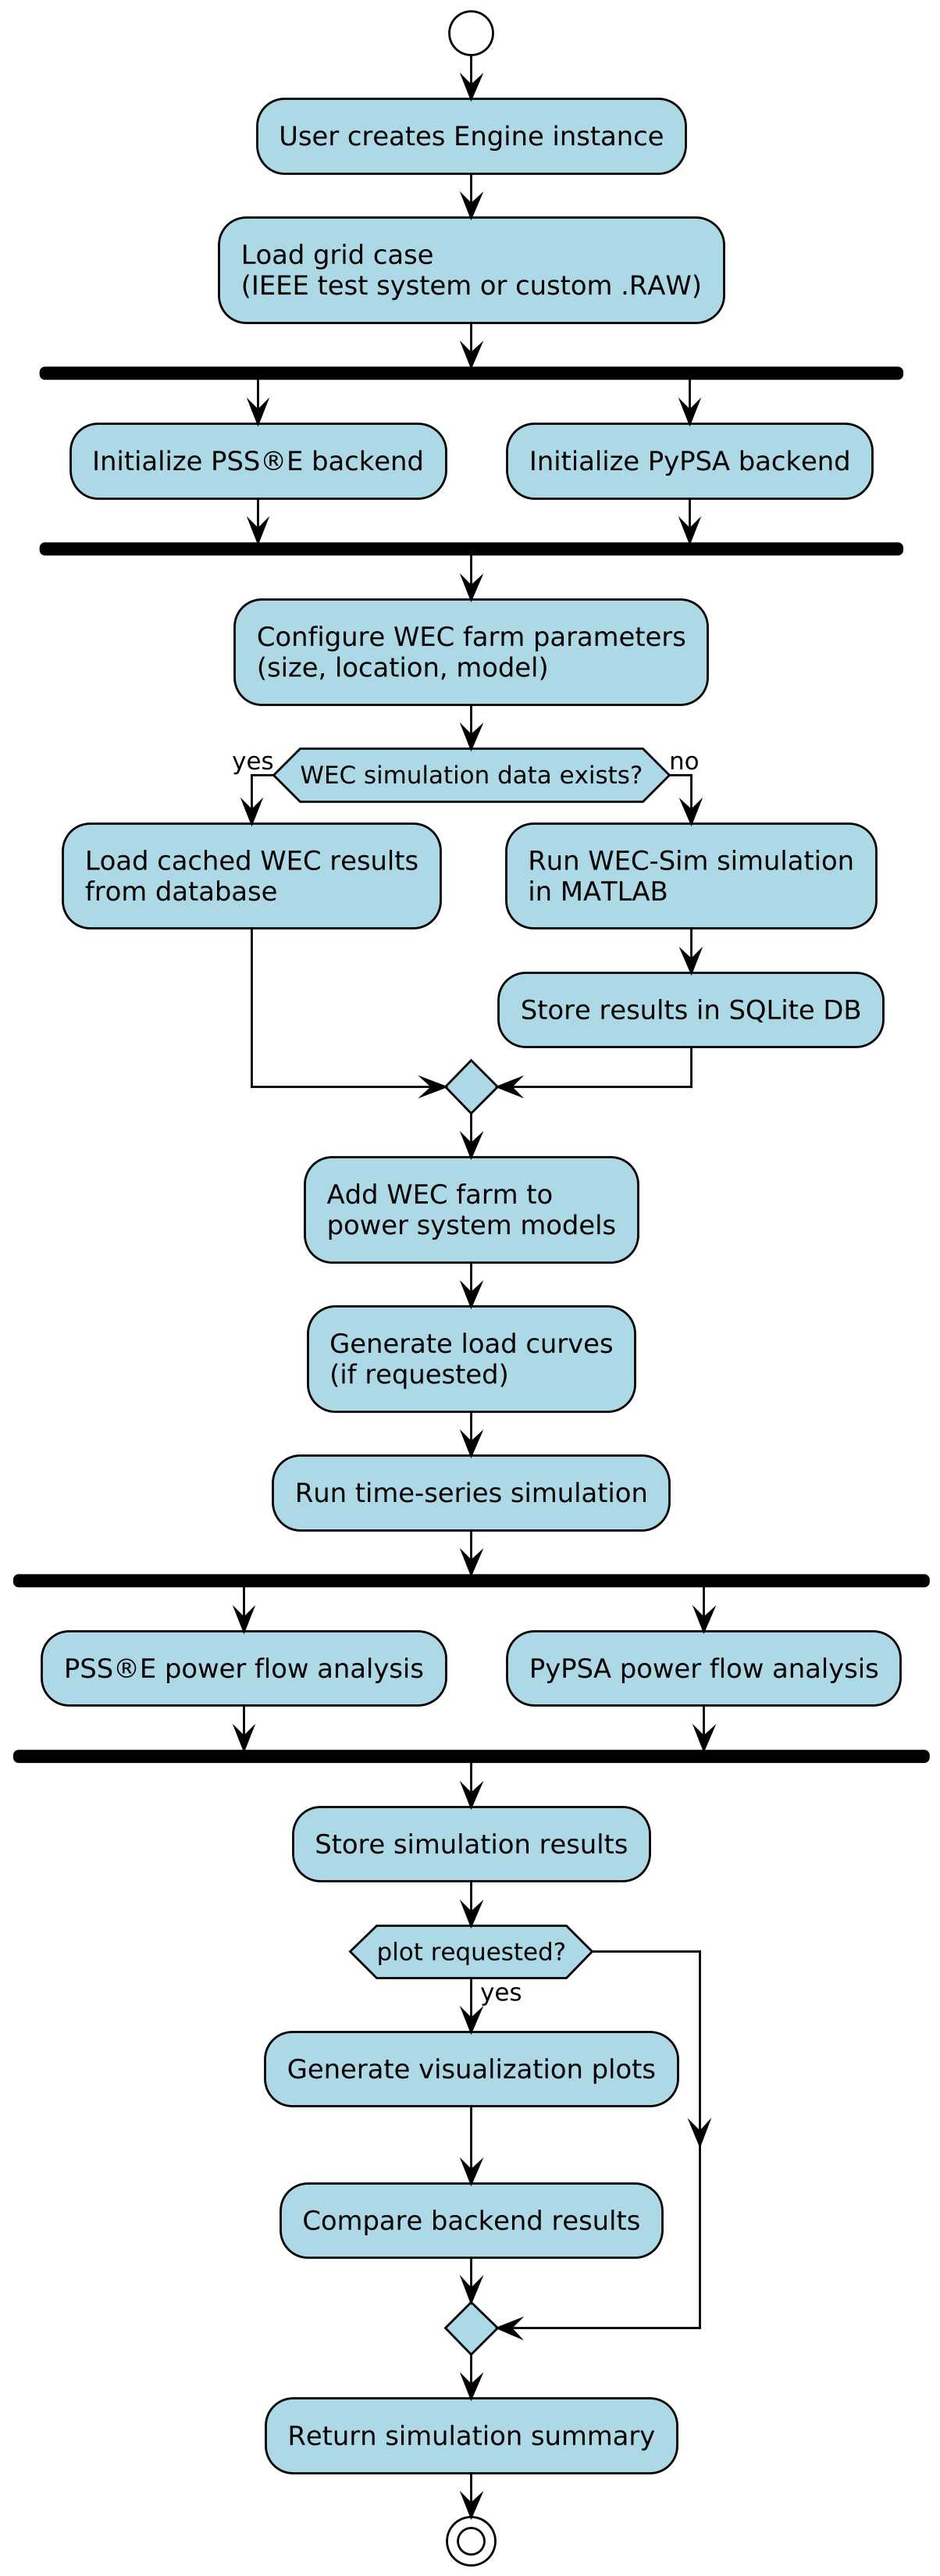 User creates Engine instance
Load grid case
(IEEE test system or custom .RAW)
Initialize PSS®E backend
Initialize PyPSA backend
Configure WEC farm parameters
(size, location, model)
yes
WEC simulation data exists?
no
Load cached WEC results
from database
Run WEC-Sim simulation
in MATLAB
Store results in SQLite DB
Add WEC farm to
power system models
Generate load curves
(if requested)
Run time-series simulation
PSS®E power flow analysis
PyPSA power flow analysis
Store simulation results
plot requested?
yes
Generate visualization plots
Compare backend results
Return simulation summary